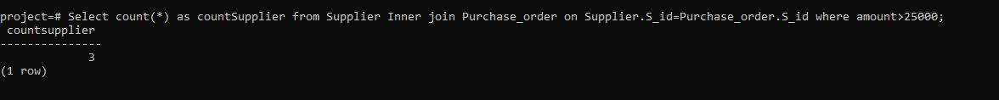 project=# Select count(*) as countSupplier from Supplier Inner join Purchase_order on Supplier.S_id=Purchase_order.S_id where amount>25000;
 countsupplier
---------------
             3
(1 row)